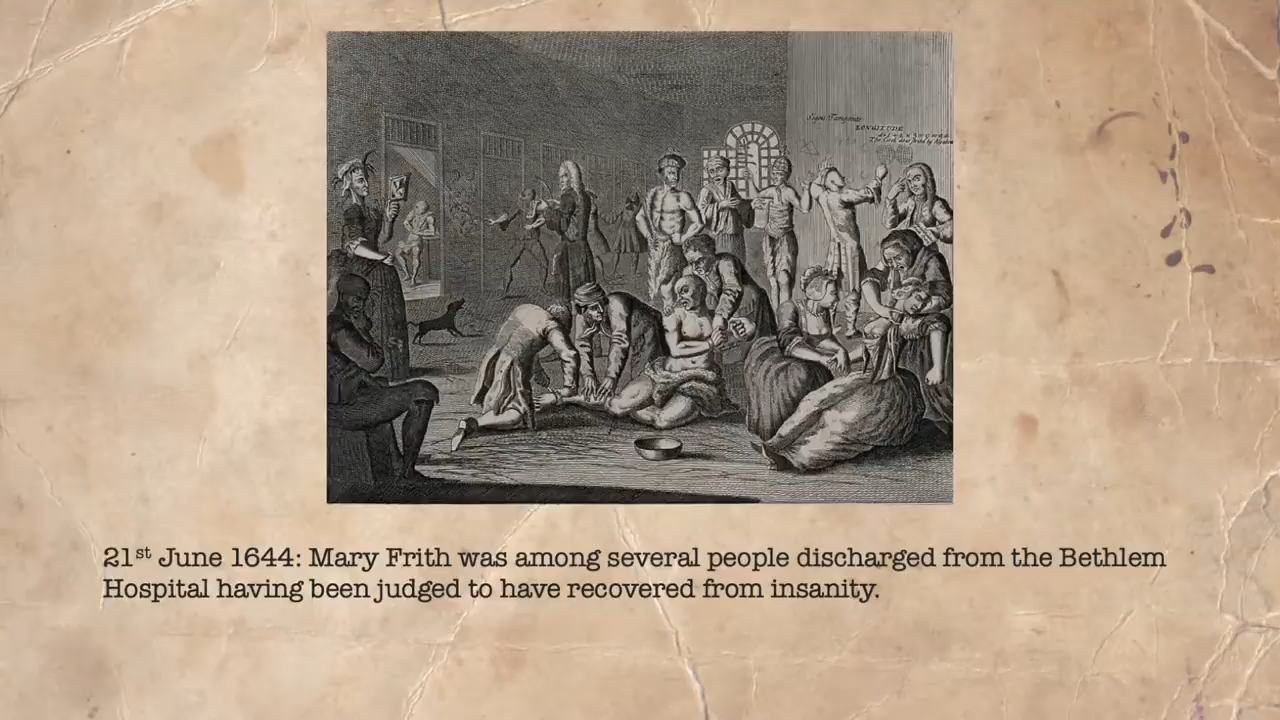 LONGITUDE
21st June 1644: Mary Frith was among several people discharged from the Bethlem
Hospital having been judged to have recovered from insanity.